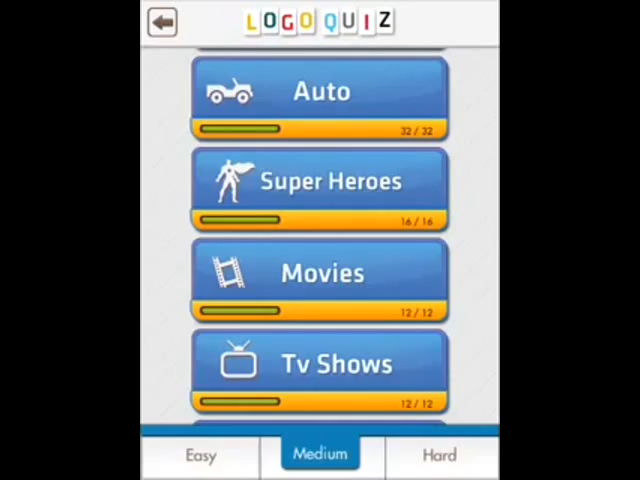 LOGO QUIZ
Auto
32 / 32
Super Heroes
16 / 16
Movies
12 / 12
Tv Shows
12 / 12
Easy Medium Hard